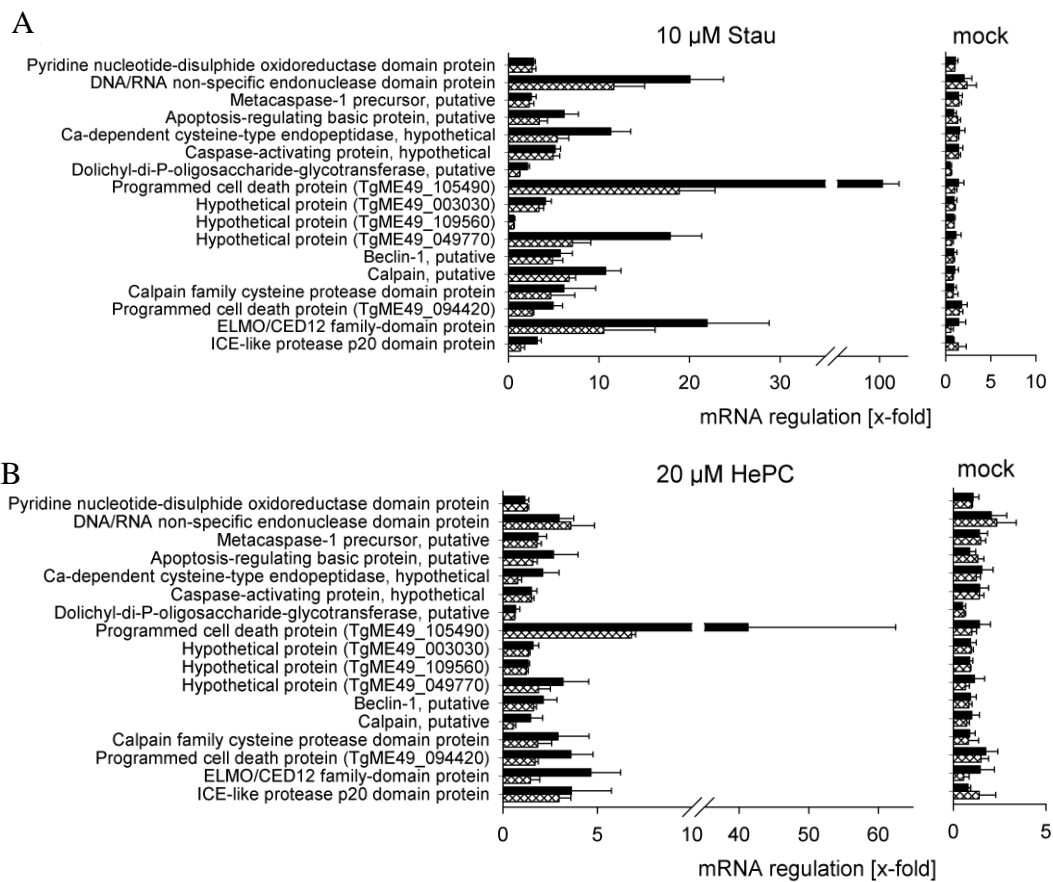 A
10 µM Stau
mock
Pyridine nucleotide-disulphide oxidoreductase domain protein
DNA/RNA non-specific endonuclease domain protein
Metacaspase-1 precursor, putative
Apoptosis-regulating basic protein, putative
Ca-dependent cysteine-type endopeptidase, hypothetical
Caspase-activating protein, hypothetical
Dolichyl-di-P-oligosaccharide-glycotransferase, putative
Programmed cell death protein (TgME49_105490)
Hypothetical protein (TgME49_003030)
Hypothetical protein (TgME49_109560)
Hypothetical protein (TgME49_049770)
Beclin-1, putative
Calpain, putative
Calpain family cysteine protease domain protein
Programmed cell death protein (TgME49_094420)
ELMO/CED12 family-domain protein
ICE-like protease p20 domain protein
0 10 20 30 100 0 5 10
mRNA regulation [x-fold]
B
20 µM HePC
mock
Pyridine nucleotide-disulphide oxidoreductase domain protein
DNA/RNA non-specific endonuclease domain protein
Metacaspase-1 precursor, putative
Apoptosis-regulating basic protein, putative
Ca-dependent cysteine-type endopeptidase, hypothetical
Caspase-activating protein, hypothetical
Dolichyl-di-P-oligosaccharide-glycotransferase, putative
Programmed cell death protein (TgME49_105490)
Hypothetical protein (TgME49_003030)
Hypothetical protein (TgME49_109560)
Hypothetical protein (TgME49_049770)
Beclin-1, putative
Calpain, putative
Calpain family cysteine protease domain protein
Programmed cell death protein (TgME49_094420)
ELMO/CED12 family-domain protein
ICE-like protease p20 domain protein
0 5 10 40 60 0 5
mRNA regulation [x-fold]